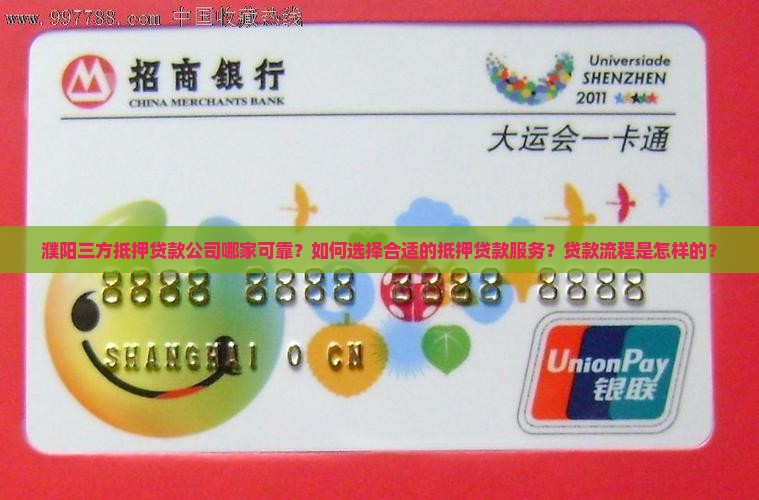 www.997788.com 中国收藏热线
招商银行
CHINA MERCHANTS BANK
Universiade
SHENZHEN
2011
大运会一卡通
濮阳三方抵押贷款公司哪家可靠？如何选择合适的抵押贷款服务？贷款流程是怎样的？
8888 8888 8888 8888
SHANGHAI 0 CN
UnionPay
银联